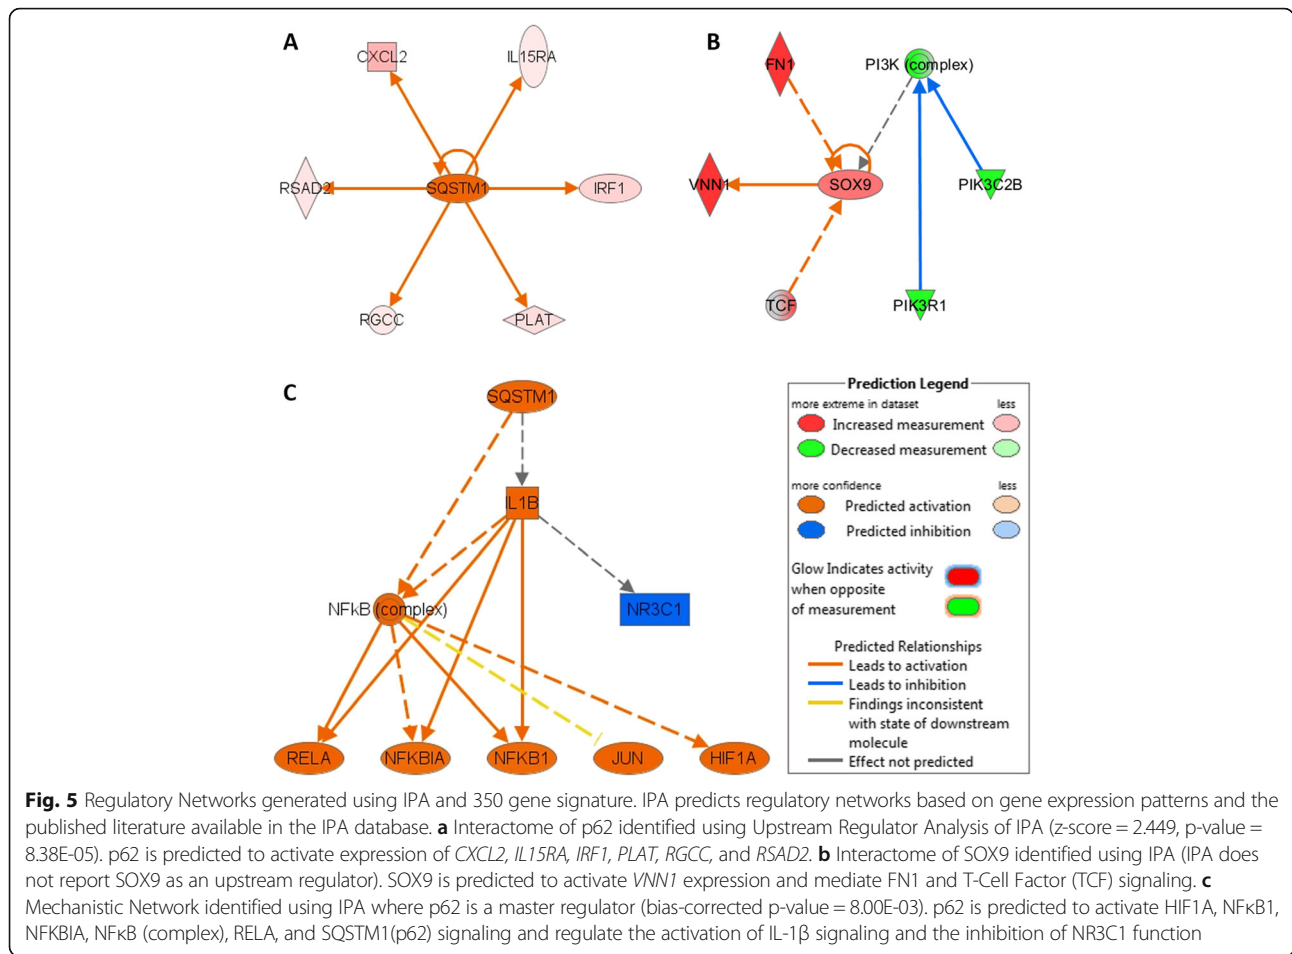 A
CXCL2
IL15RA
RSAD2
SQSTM1
IRF1
RGCC
PLAT
B
FN1
PI3K (complex)
VNN1
SOX9
PIK3C2B
TCF
PIK3R1
C
SQSTM1
IL1B
NFkB (complex)
NR3C1
RELA
NFKBIA
NFKB1
JUN
HIF1A
Prediction Legend
more extreme in dataset less
Increased measurement
Decreased measurement
more confidence less
Predicted activation
Predicted inhibition
Glow Indicates activity
when opposite
of measurement
Predicted Relationships
Leads to activation
Leads to inhibition
Findings inconsistent
with state of downstream
molecule
Effect not predicted
Fig. 5 Regulatory Networks generated using IPA and 350 gene signature. IPA predicts regulatory networks based on gene expression patterns and the
published literature available in the IPA database. a Interactome of p62 identified using Upstream Regulator Analysis of IPA (z-score = 2.449, p-value =
8.38E-05). p62 is predicted to activate expression of CXCL2, IL15RA, IRF1, PLAT, RGCC, and RSAD2. b Interactome of SOX9 identified using IPA (IPA does
not report SOX9 as an upstream regulator). SOX9 is predicted to activate VNN1 expression and mediate FN1 and T-Cell Factor (TCF) signaling. c
Mechanistic Network identified using IPA where p62 is a master regulator (bias-corrected p-value = 8.00E-03). p62 is predicted to activate HIF1A, NFκB1,
NFKBIA, NFκB (complex), RELA, and SQSTM1(p62) signaling and regulate the activation of IL-1β signaling and the inhibition of NR3C1 function